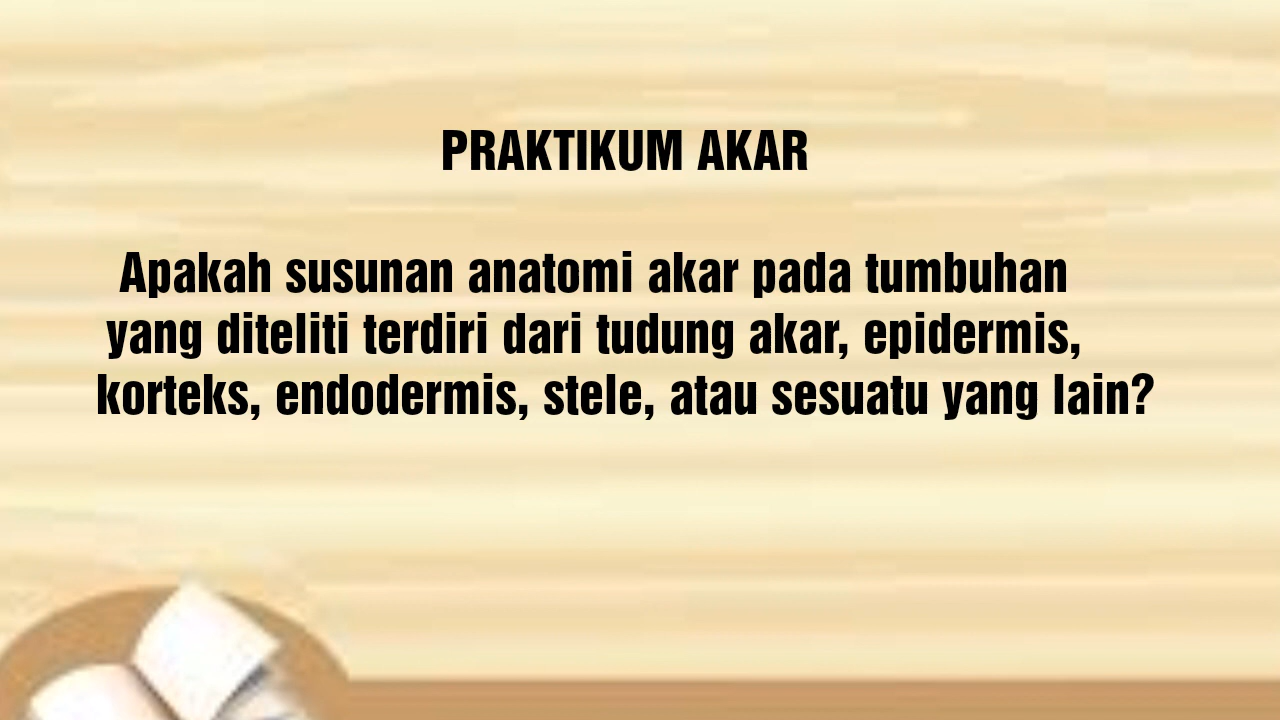 PRAKTIKUM AKAR
Apakah susunan anatomi akar pada tumbuhan
yang diteliti terdiri dari tudung akar, epidermis,
korteks, endodermis, stele, atau sesuatu yang lain?